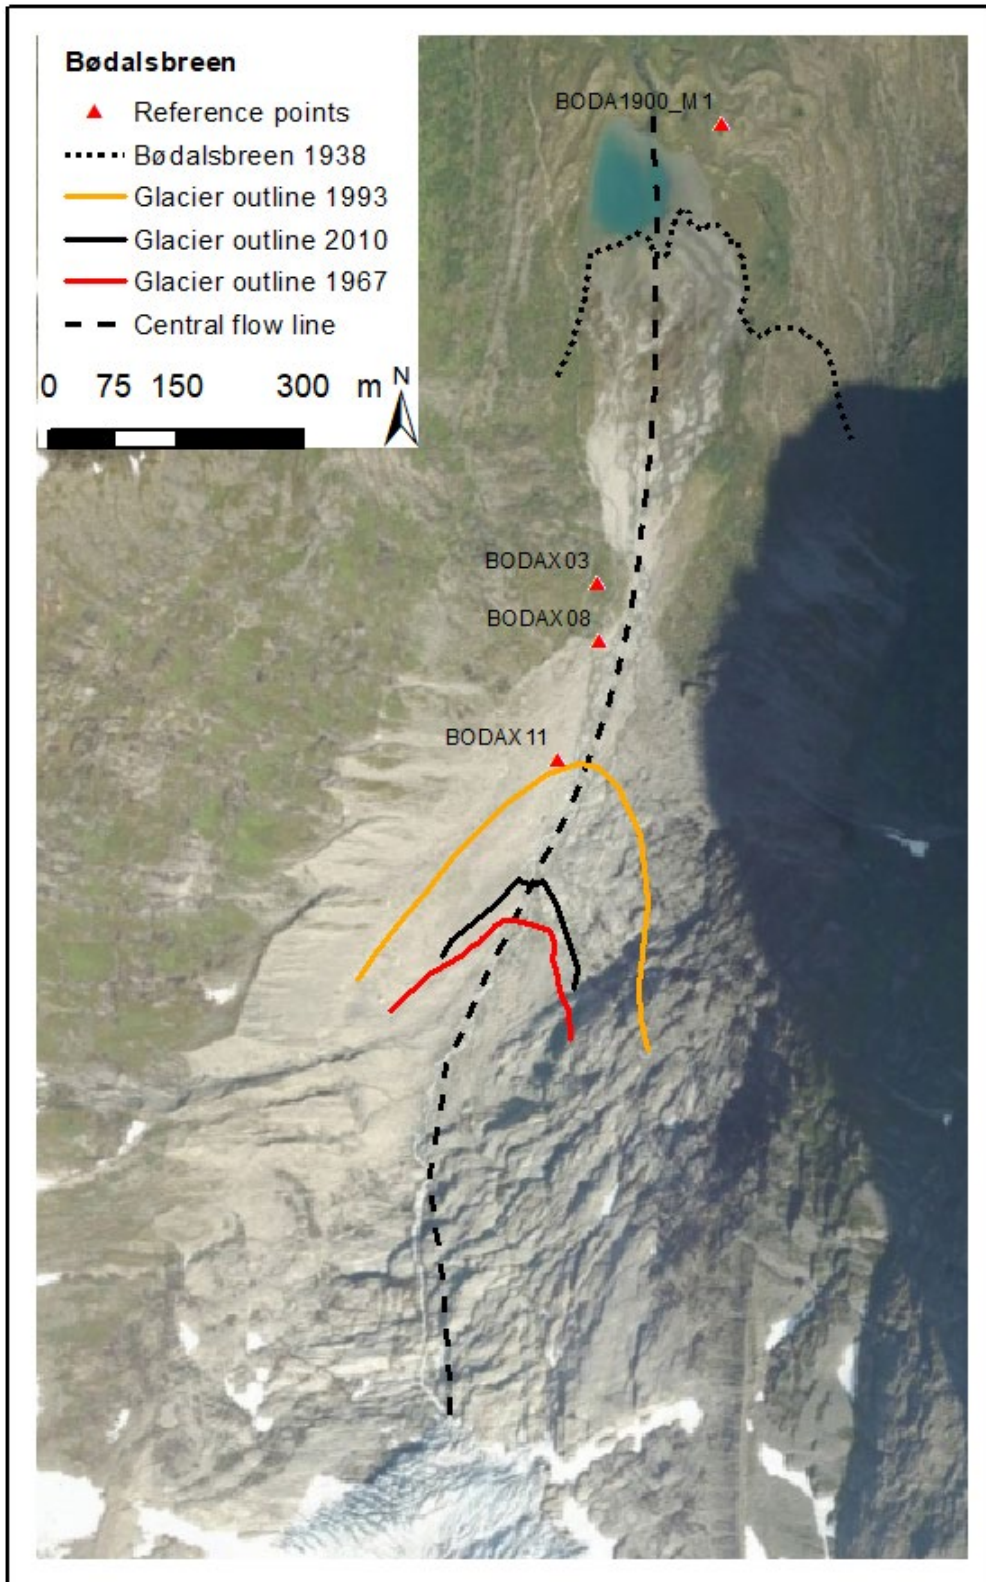 Bødalsbreen
Reference points
Bødalsbreen 1938
Glacier outline 1993
Glacier outline 2010
Glacier outline 1967
Central flow line
0 75 150 300 m N
BODA1900_M1
BODAX03
BODAX08
BODAX11